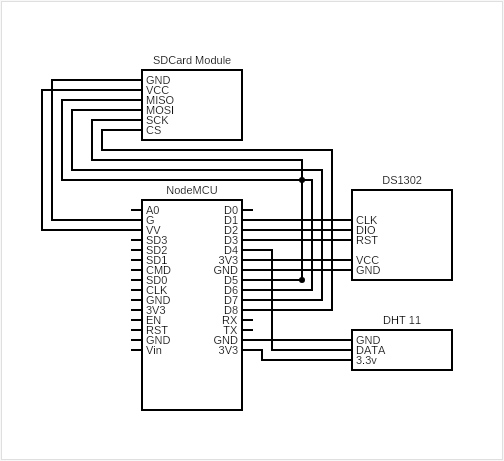 SDCard Module
GND
VCC
MISO
MOSI
SCK
CS
DS1302
CLK
DIO
RST
VCC
GND
NodeMCU
A0 D0
G D1
VV D2
SD3 D3
SD2 D4
SD1 3V3
CMD GND
SD0 D5
CLK D6
GND D7
3V3 D8
EN RX
RST TX
GND GND
Vin 3V3
DHT 11
GND
DATA
3.3v